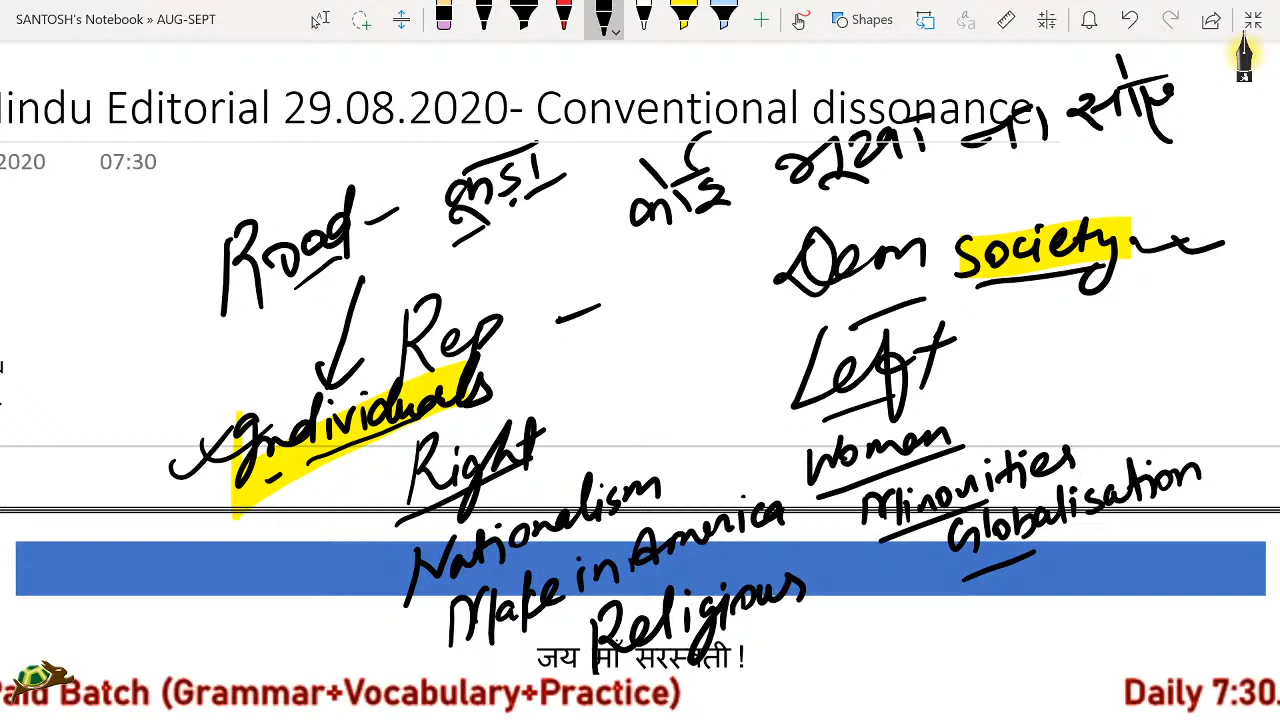 SANTOSH's Notebook » AUG-SEPT
Shapes
Hindu Editorial 29.08.2020- Conventional dissonance
2020 07:30
Road - कूड़ा
Rep - Dem society
Individuals Left
Right Women
Nationalism Minorities
Make in America Globalisation
Religious
जय माँ सरस्वती !
Paid Batch (Grammar+Vocabulary+Practice) Daily 7:30